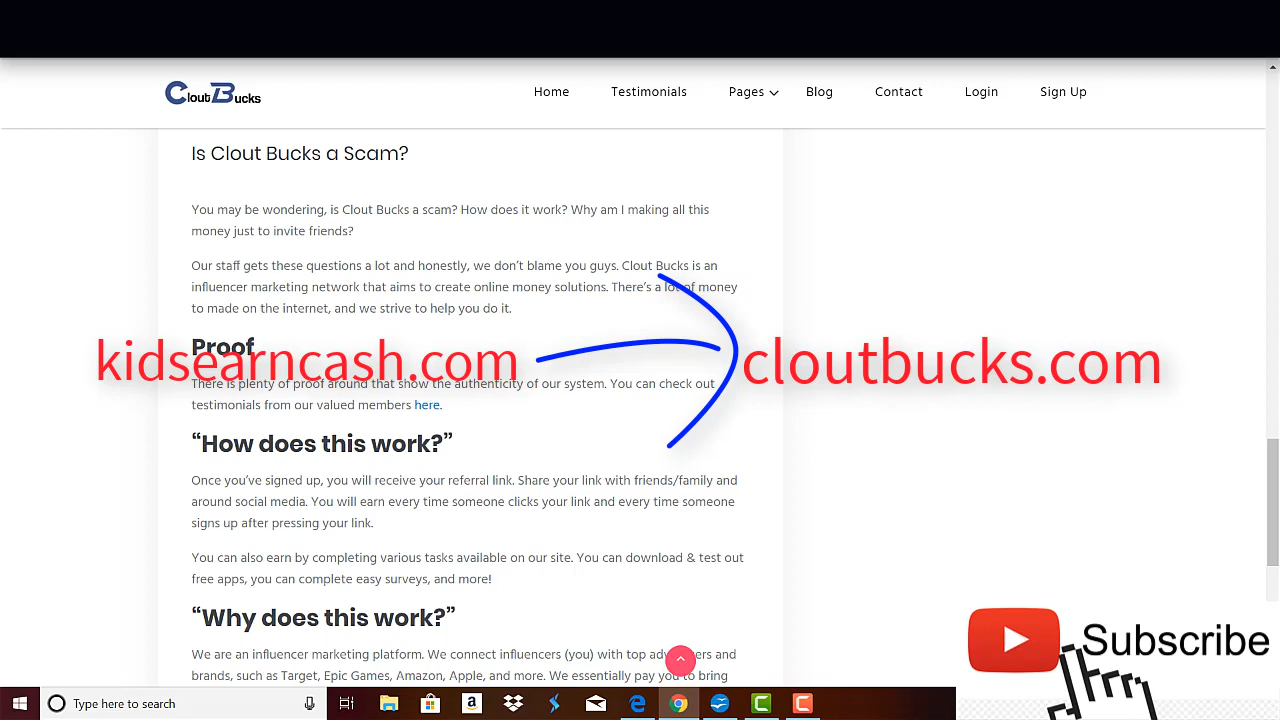 Clout Bucks
Home Testimonials Pages Blog Contact Login Sign Up
Is Clout Bucks a Scam?
You may be wondering, is Clout Bucks a scam? How does it work? Why am I making all this
money just to invite friends?
Our staff gets these questions a lot and honestly, we don’t blame you guys. Clout Bucks is an
influencer marketing network that aims to create online money solutions. There’s a lot of money
to made on the internet, and we strive to help you do it.
Proof
kidsearncash.com
cloutbucks.com
There is plenty of proof around that show the authenticity of our system. You can check out
testimonials from our valued members here.
“How does this work?”
Once you’ve signed up, you will receive your referral link. Share your link with friends/family and
around social media. You will earn every time someone clicks your link and every time someone
signs up after pressing your link.
You can also earn by completing various tasks available on our site. You can download & test out
free apps, you can complete easy surveys, and more!
“Why does this work?”
We are an influencer marketing platform. We connect influencers (you) with top advertisers and
brands, such as Target, Epic Games, Amazon, Apple, and more. We essentially pay you to bring
Subscribe
Type here to search